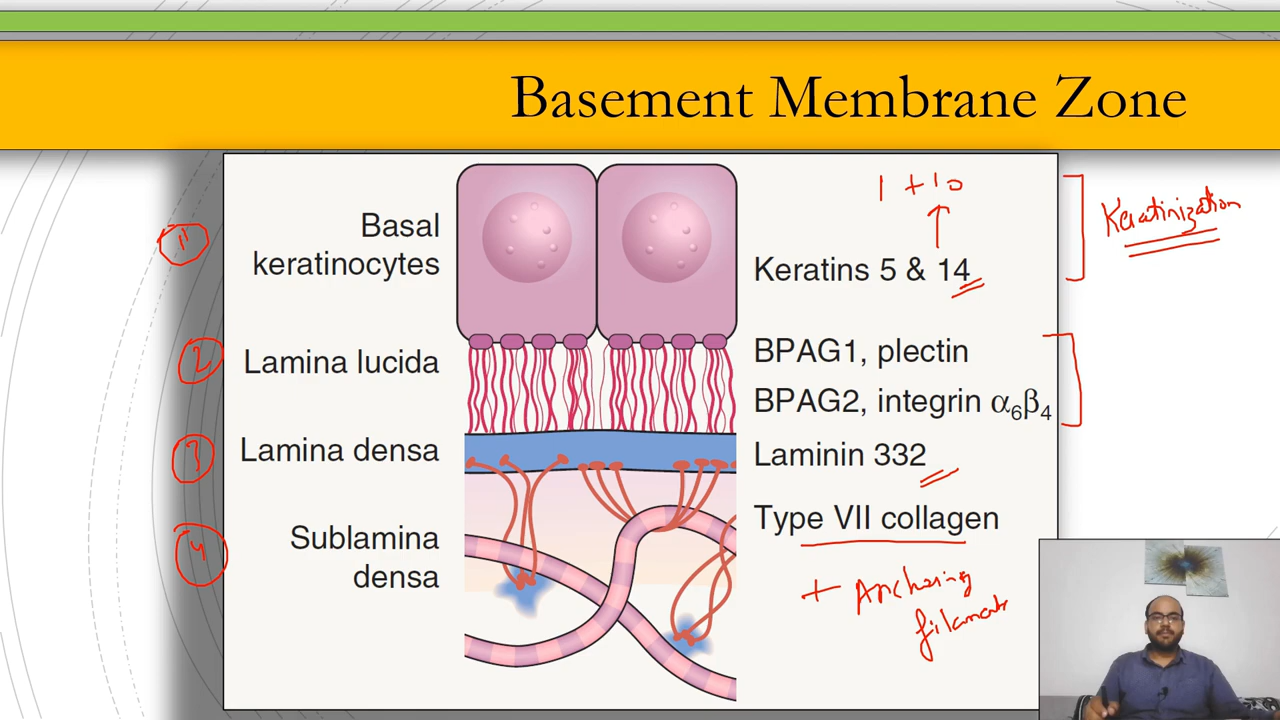 Basement Membrane Zone
1 + 10
Keratinization
1
Basal
keratinocytes
Keratins 5 & 14
2
Lamina lucida
BPAG1, plectin
BPAG2, integrin α₆β₄
3
Lamina densa
Laminin 332
4
Sublamina
densa
Type VII collagen
+ Anchoring
filaments